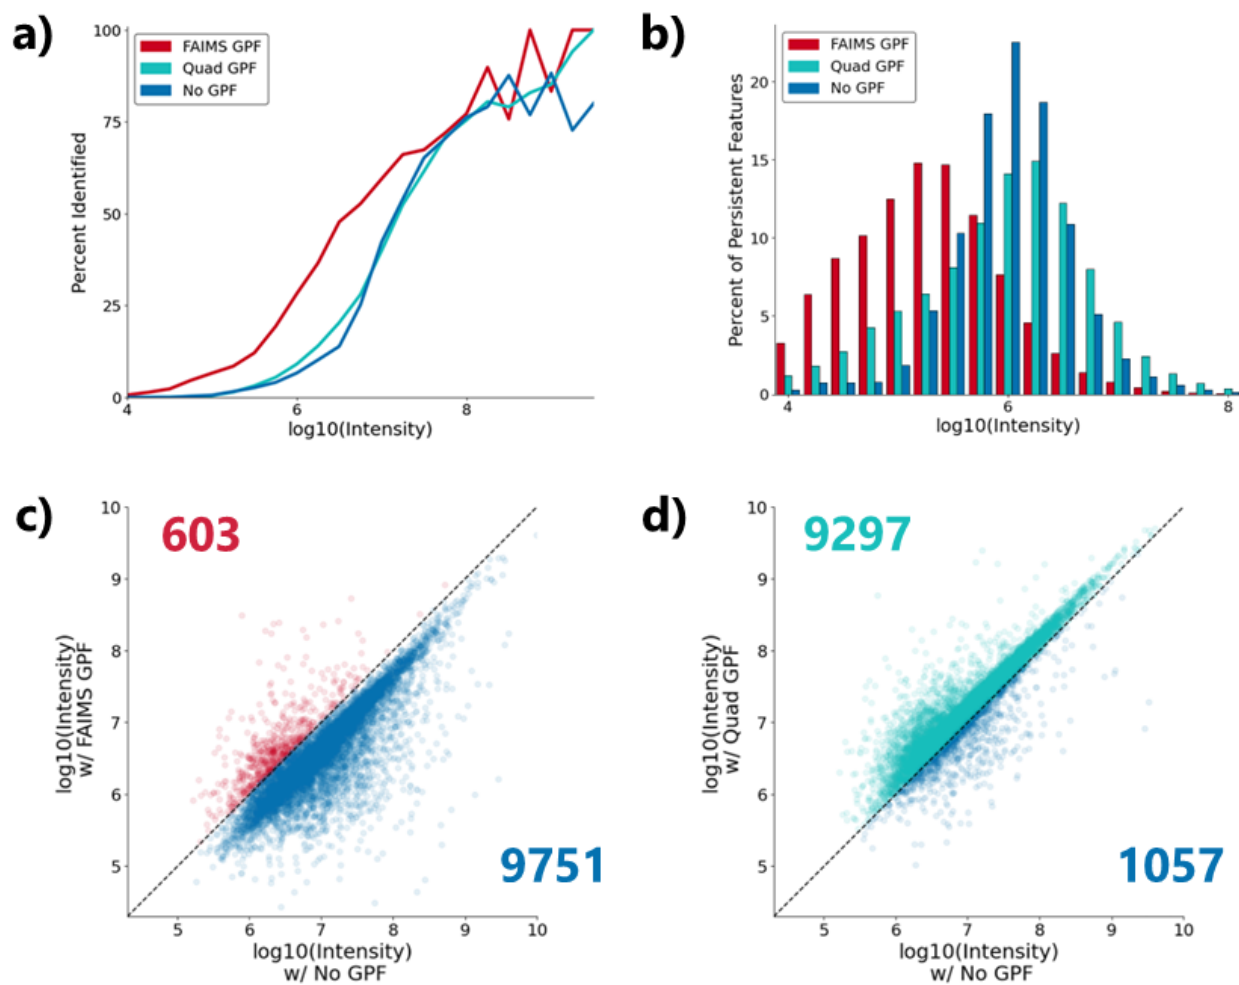 a)
100
75
50
25
0
4
6
8
FAIMS GPF
Quad GPF
No GPF
Percent Identified
log10(Intensity)
b)
20
15
10
5
0
4
6
8
FAIMS GPF
Quad GPF
No GPF
Percent of Persistent Features
log10(Intensity)
c)
603
9751
10
9
8
7
6
5
5
6
7
8
9
10
log10(Intensity)
w/ FAIMS GPF
log10(Intensity)
w/ No GPF
d)
9297
1057
10
9
8
7
6
5
5
6
7
8
9
10
log10(Intensity)
w/ Quad GPF
log10(Intensity)
w/ No GPF